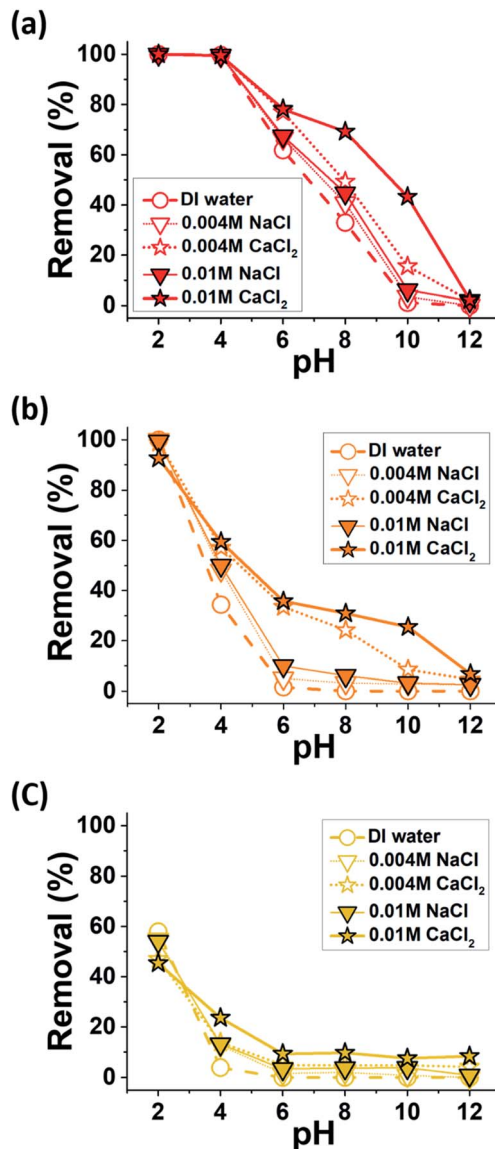 (a)
Removal (%)
100
80
60
40
20
0
DI water
0.004M NaCl
0.004M CaCl₂
0.01M NaCl
0.01M CaCl₂
2 4 6 8 10 12
pH
(b)
Removal (%)
100
80
60
40
20
0
DI water
0.004M NaCl
0.004M CaCl₂
0.01M NaCl
0.01M CaCl₂
2 4 6 8 10 12
pH
(C)
Removal (%)
100
80
60
40
20
0
DI water
0.004M NaCl
0.004M CaCl₂
0.01M NaCl
0.01M CaCl₂
2 4 6 8 10 12
pH